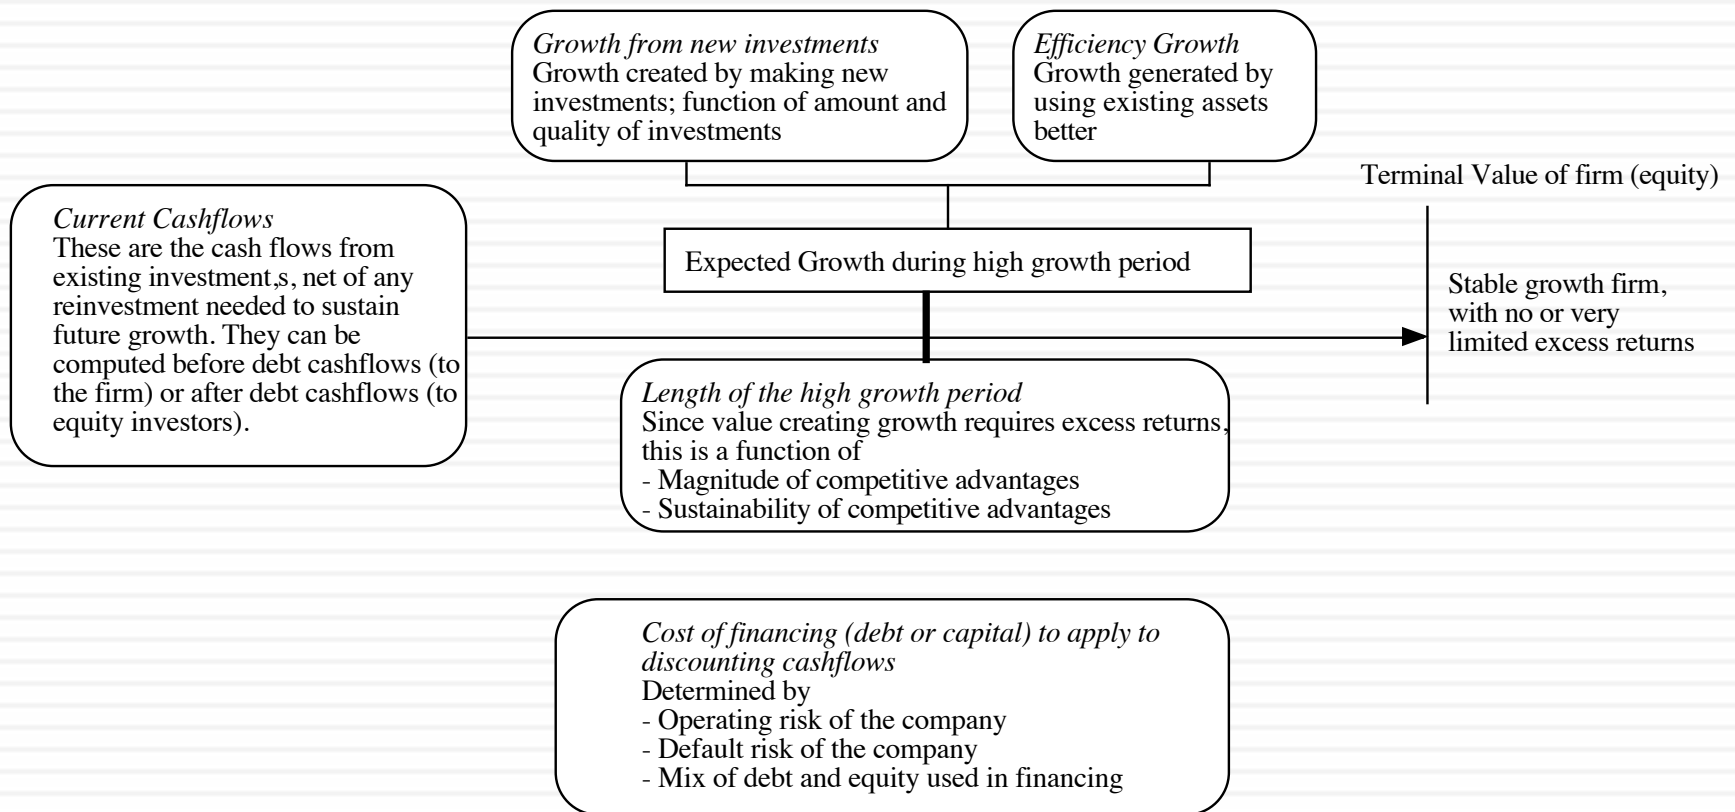 Growth from new investments
Growth created by making new
investments; function of amount and
quality of investments
Efficiency Growth
Growth generated by
using existing assets
better
Terminal Value of firm (equity)
Current Cashflows
These are the cash flows from
existing investment,s, net of any
reinvestment needed to sustain
future growth. They can be
computed before debt cashflows (to
the firm) or after debt cashflows (to
equity investors).
Expected Growth during high growth period
Stable growth firm,
with no or very
limited excess returns
Length of the high growth period
Since value creating growth requires excess returns,
this is a function of
- Magnitude of competitive advantages
- Sustainability of competitive advantages
Cost of financing (debt or capital) to apply to
discounting cashflows
Determined by
- Operating risk of the company
- Default risk of the company
- Mix of debt and equity used in financing